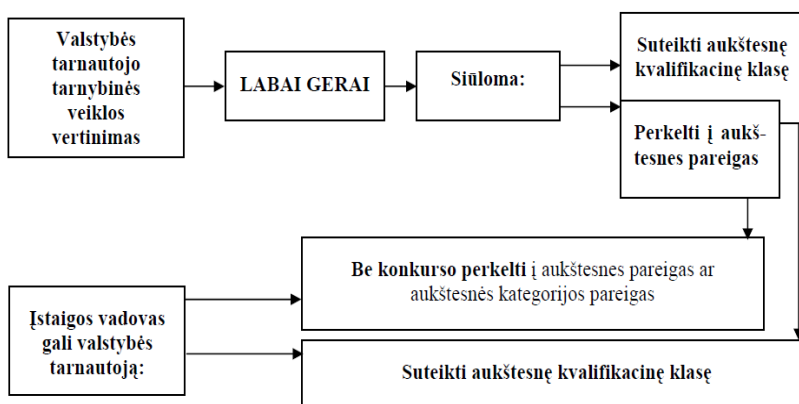 Valstybės
tarnautojo
tarnybinės
veiklos
vertinimas
LABAI GERAI
Siūloma:
Suteikti aukštesnę
kvalifikacinę klasę
Perkelti į aukš-
tesnes pareigas
Be konkurso perkelti į aukštesnes pareigas ar
aukštesnės kategorijos pareigas
Įstaigos vadovas
gali valstybės
tarnautoją:
Suteikti aukštesnę kvalifikacinę klasę